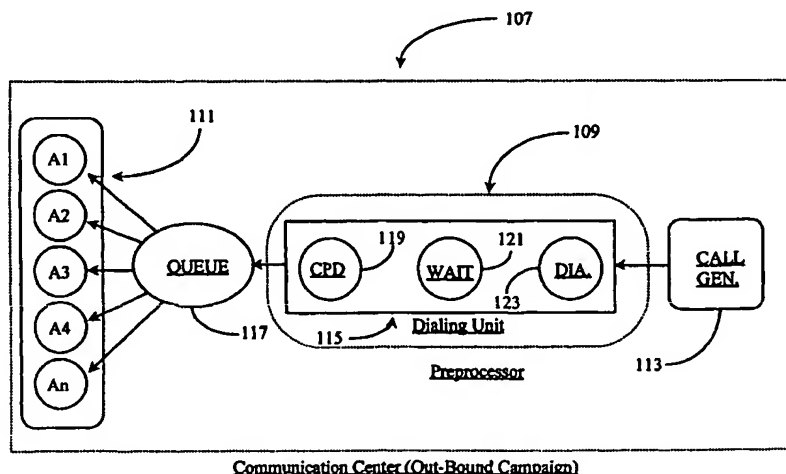 107
111
109
A1
A2
A3
A4
An
QUEUE
117
CPD
119
WAIT
121
DIA.
123
115
Dialing Unit
Preprocessor
CALL
GEN.
113
Communication Center (Out-Bound Campaign)